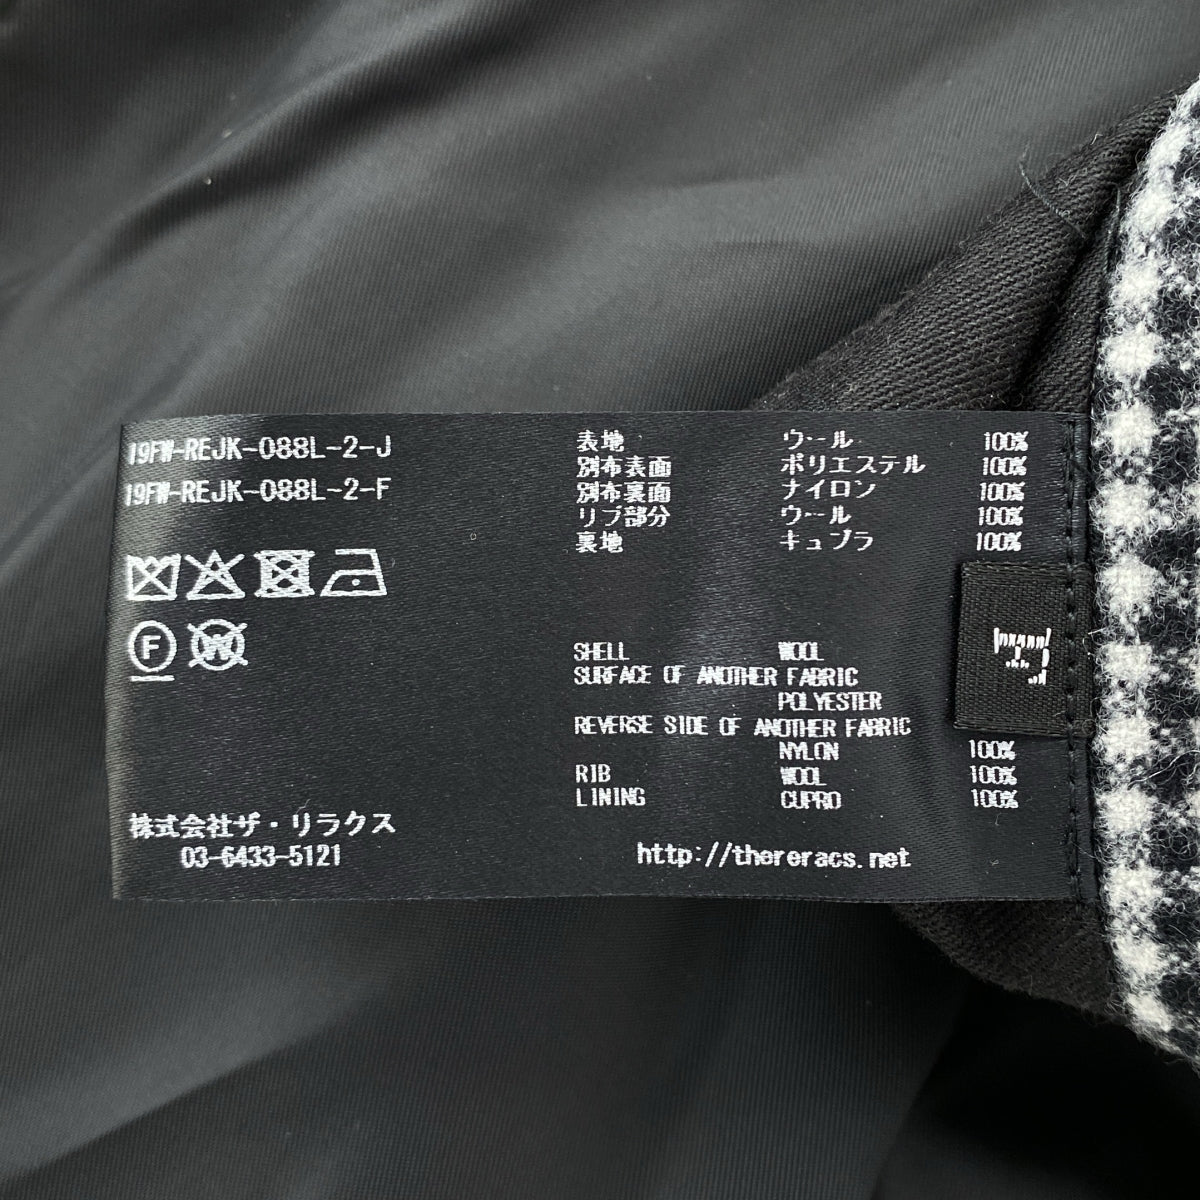 19FW-REJK-088L-2-J
19FW-REJK-088L-2-F
F
W
株式会社ザ・リラクス
03-6433-5121
表地 ウール 100%
別布表面 ポリエステル 100%
別布裏面 ナイロン 100%
リブ部分 ウール 100%
裏地 キュプラ 100%
SHELL WOOL
SURFACE OF ANOTHER FABRIC
POLYESTER
REVERSE SIDE OF ANOTHER FABRIC
NYLON 100%
RIB WOOL 100%
LINING CUPRO 100%
http://thereracs.net